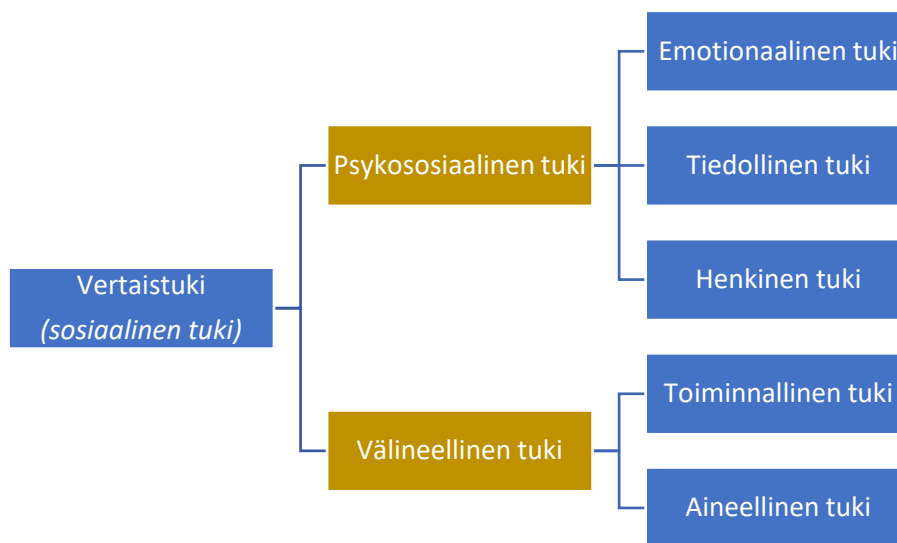 Vertaistuki
(sosiaalinen tuki)
Psykososiaalinen tuki
Emotionaalinen tuki
Tiedollinen tuki
Henkinen tuki
Välineellinen tuki
Toiminnallinen tuki
Aineellinen tuki